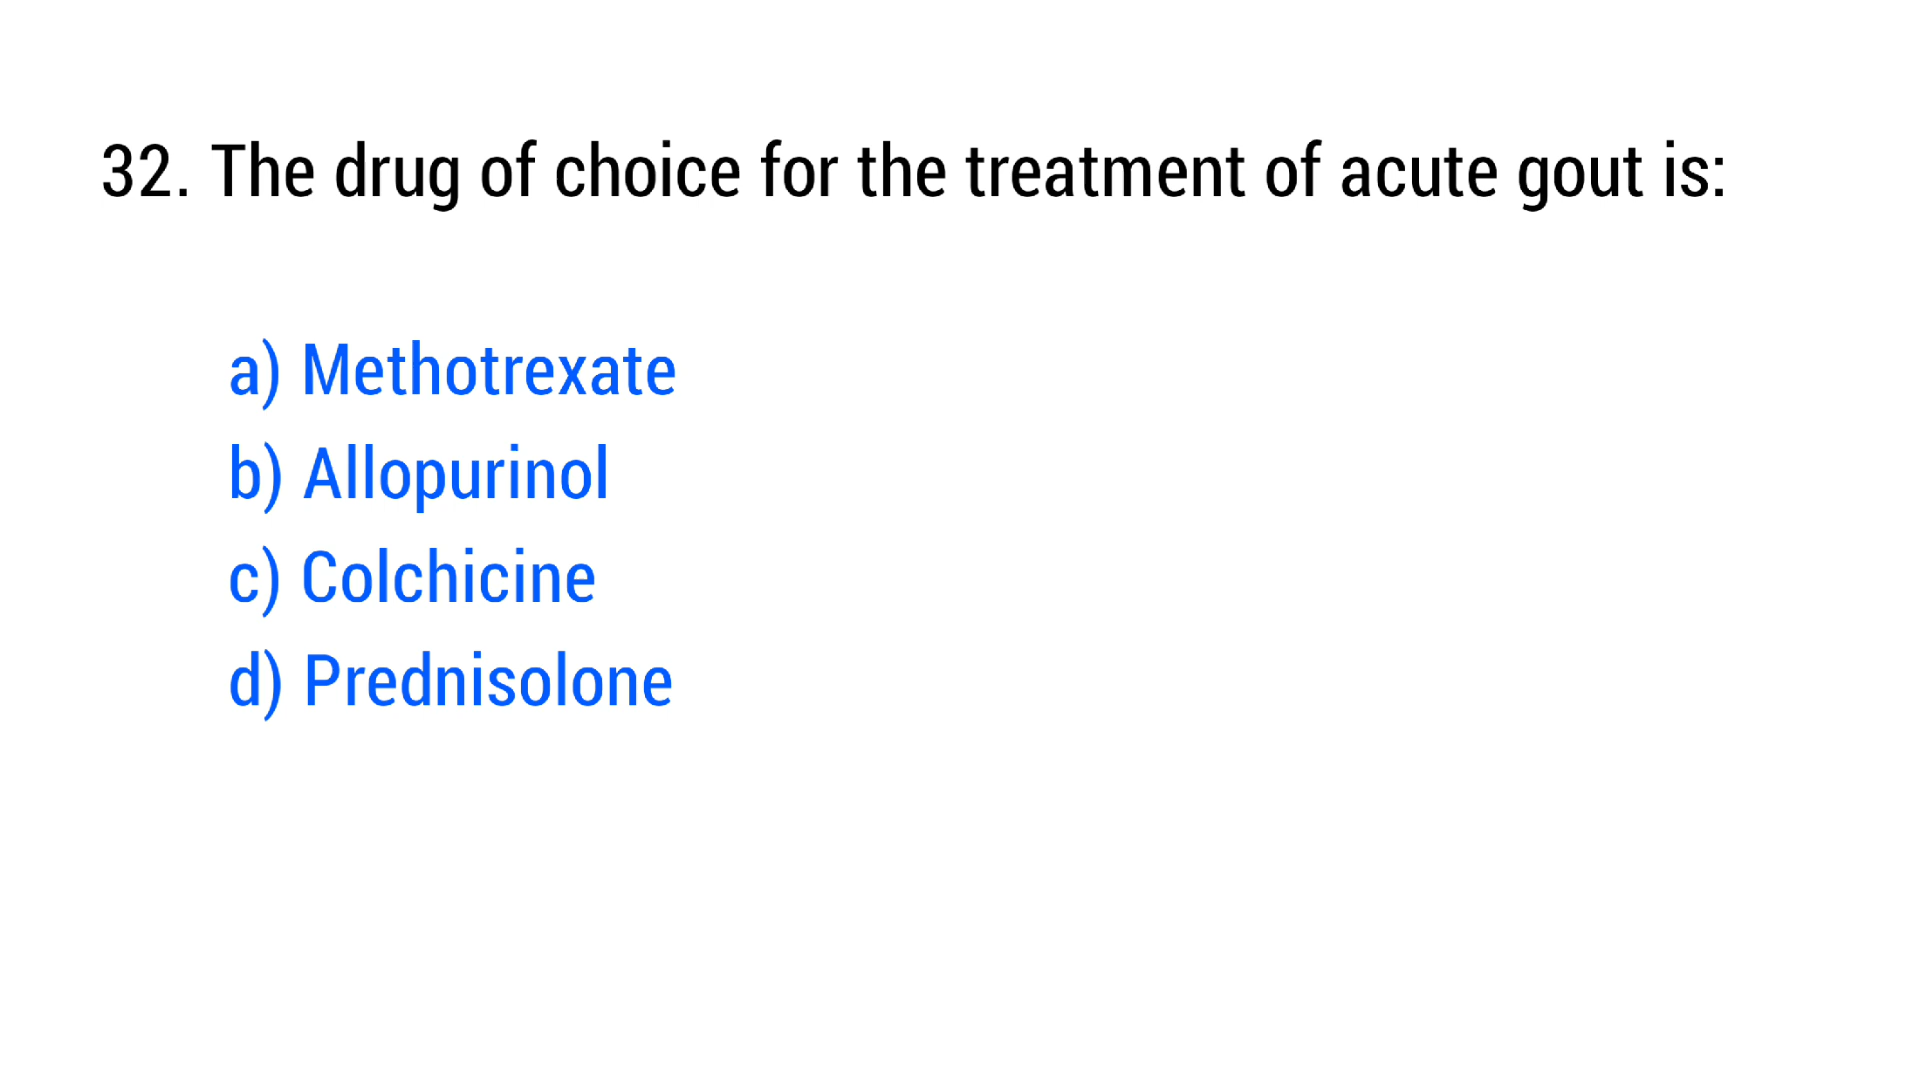 32. The drug of choice for the treatment of acute gout is:
a) Methotrexate
b) Allopurinol
c) Colchicine
d) Prednisolone